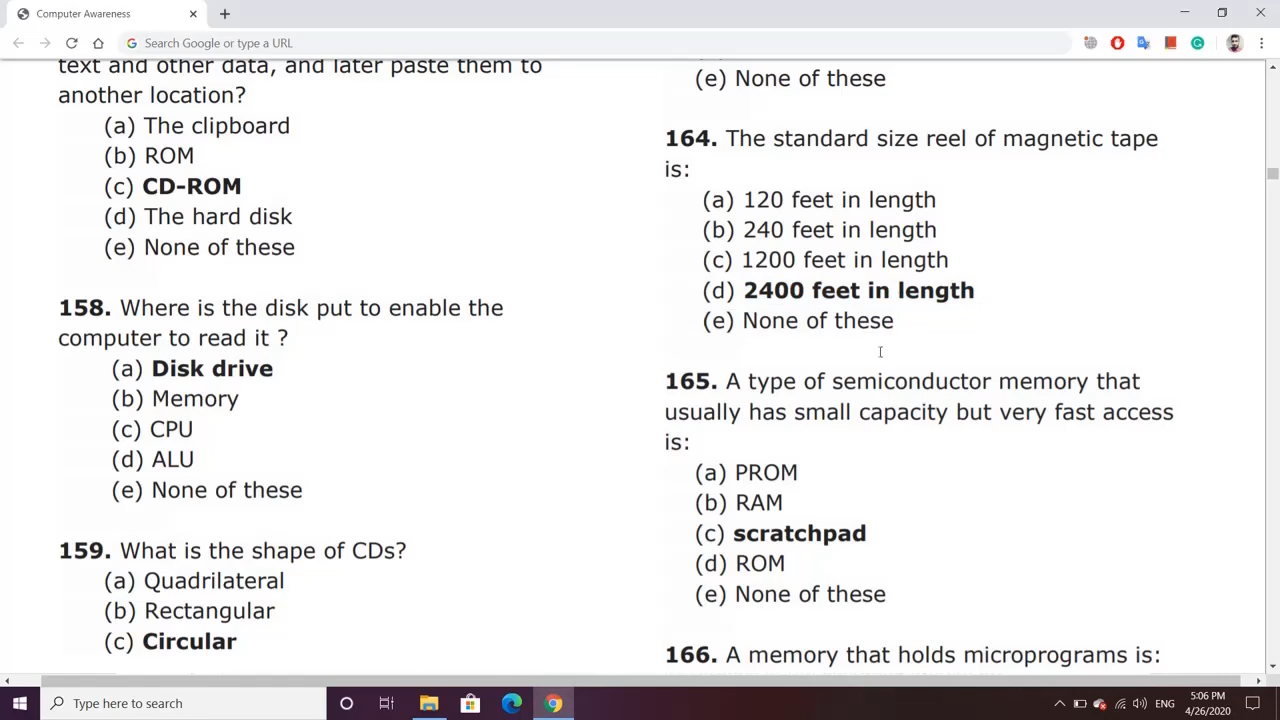 Computer Awareness
Search Google or type a URL
text and other data, and later paste them to
another location?
(a) The clipboard
(b) ROM
(c) CD-ROM
(d) The hard disk
(e) None of these
158. Where is the disk put to enable the
computer to read it ?
(a) Disk drive
(b) Memory
(c) CPU
(d) ALU
(e) None of these
159. What is the shape of CDs?
(a) Quadrilateral
(b) Rectangular
(c) Circular
(e) None of these
164. The standard size reel of magnetic tape
is:
(a) 120 feet in length
(b) 240 feet in length
(c) 1200 feet in length
(d) 2400 feet in length
(e) None of these
165. A type of semiconductor memory that
usually has small capacity but very fast access
is:
(a) PROM
(b) RAM
(c) scratchpad
(d) ROM
(e) None of these
166. A memory that holds microprograms is:
Type here to search
ENG
5:06 PM
4/26/2020